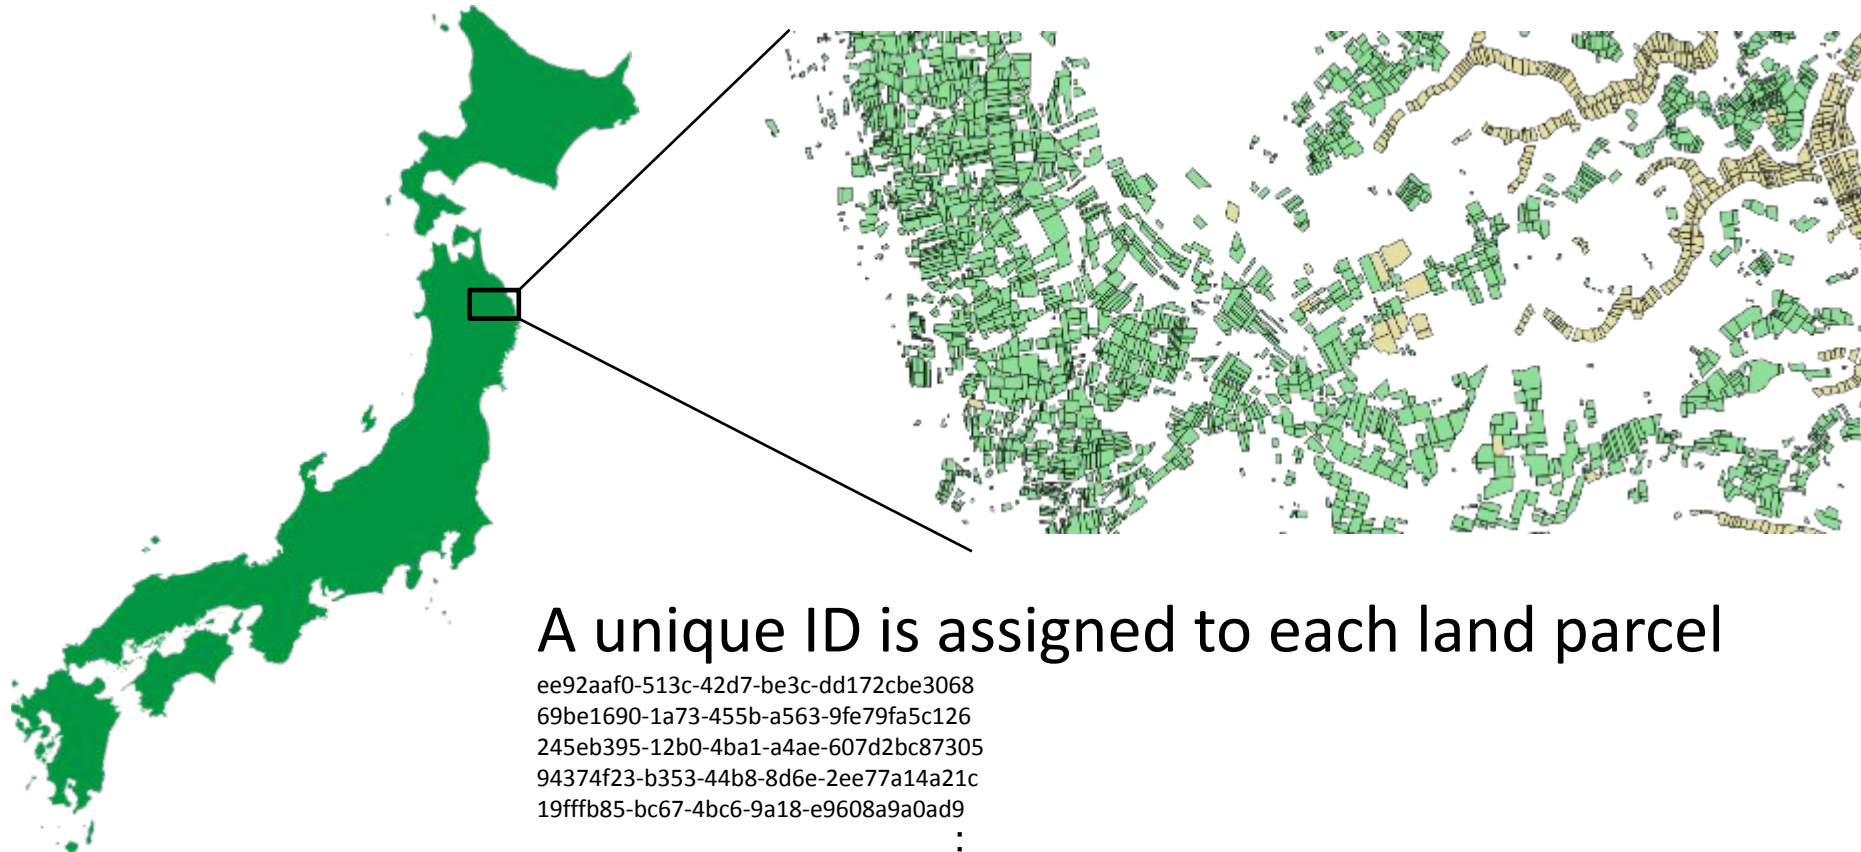 A unique ID is assigned to each land parcel
ee92aaf0-513c-42d7-be3c-dd172cbe3068
69be1690-1a73-455b-a563-9fe79fa5c126
245eb395-12b0-4ba1-a4ae-607d2bc87305
94374f23-b353-44b8-8d6e-2ee77a14a21c
19fffb85-bc67-4bc6-9a18-e9608a9a0ad9
: